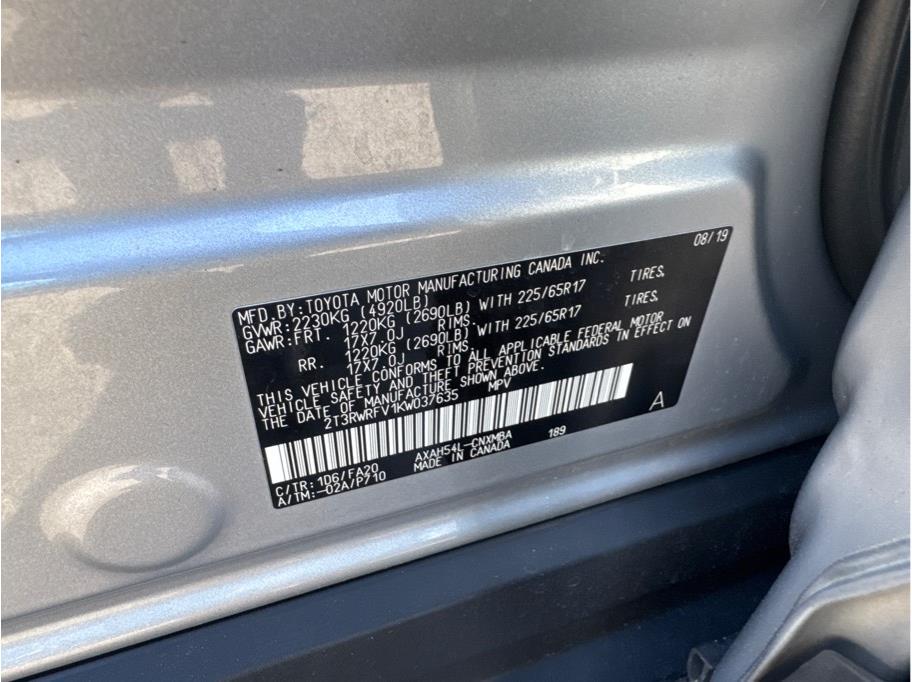 08/19
MFD.BY:TOYOTA MOTOR MANUFACTURING CANADA INC.
GVWR:2230KG (4920LB)
GAWR:FRT. 1220KG (2690LB) WITH 225/65R17 TIRES,
17X7.0J RIMS.
RR. 1220KG (2690LB) WITH 225/65R17 TIRES,
17X7.0J RIMS.
THIS VEHICLE CONFORMS TO ALL APPLICABLE FEDERAL MOTOR
VEHICLE SAFETY AND THEFT PREVENTION STANDARDS IN EFFECT ON
THE DATE OF MANUFACTURE SHOWN ABOVE.
2T3RWRFV1KW037635 MPV
A
C/TR:1D6/FA20 AXAH54L-CNXMBA 189
A/TM:-02A/P710 MADE IN CANADA